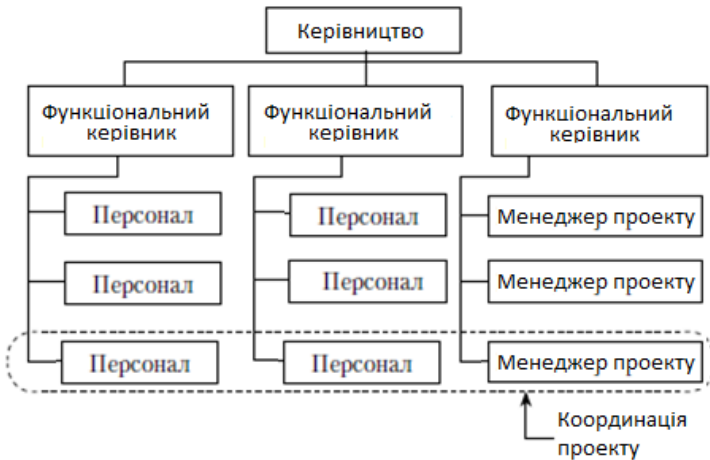 Керівництво
Функціональний
керівник
Функціональний
керівник
Функціональний
керівник
Персонал
Персонал
Менеджер проекту
Персонал
Персонал
Менеджер проекту
Персонал
Персонал
Менеджер проекту
Координація
проекту